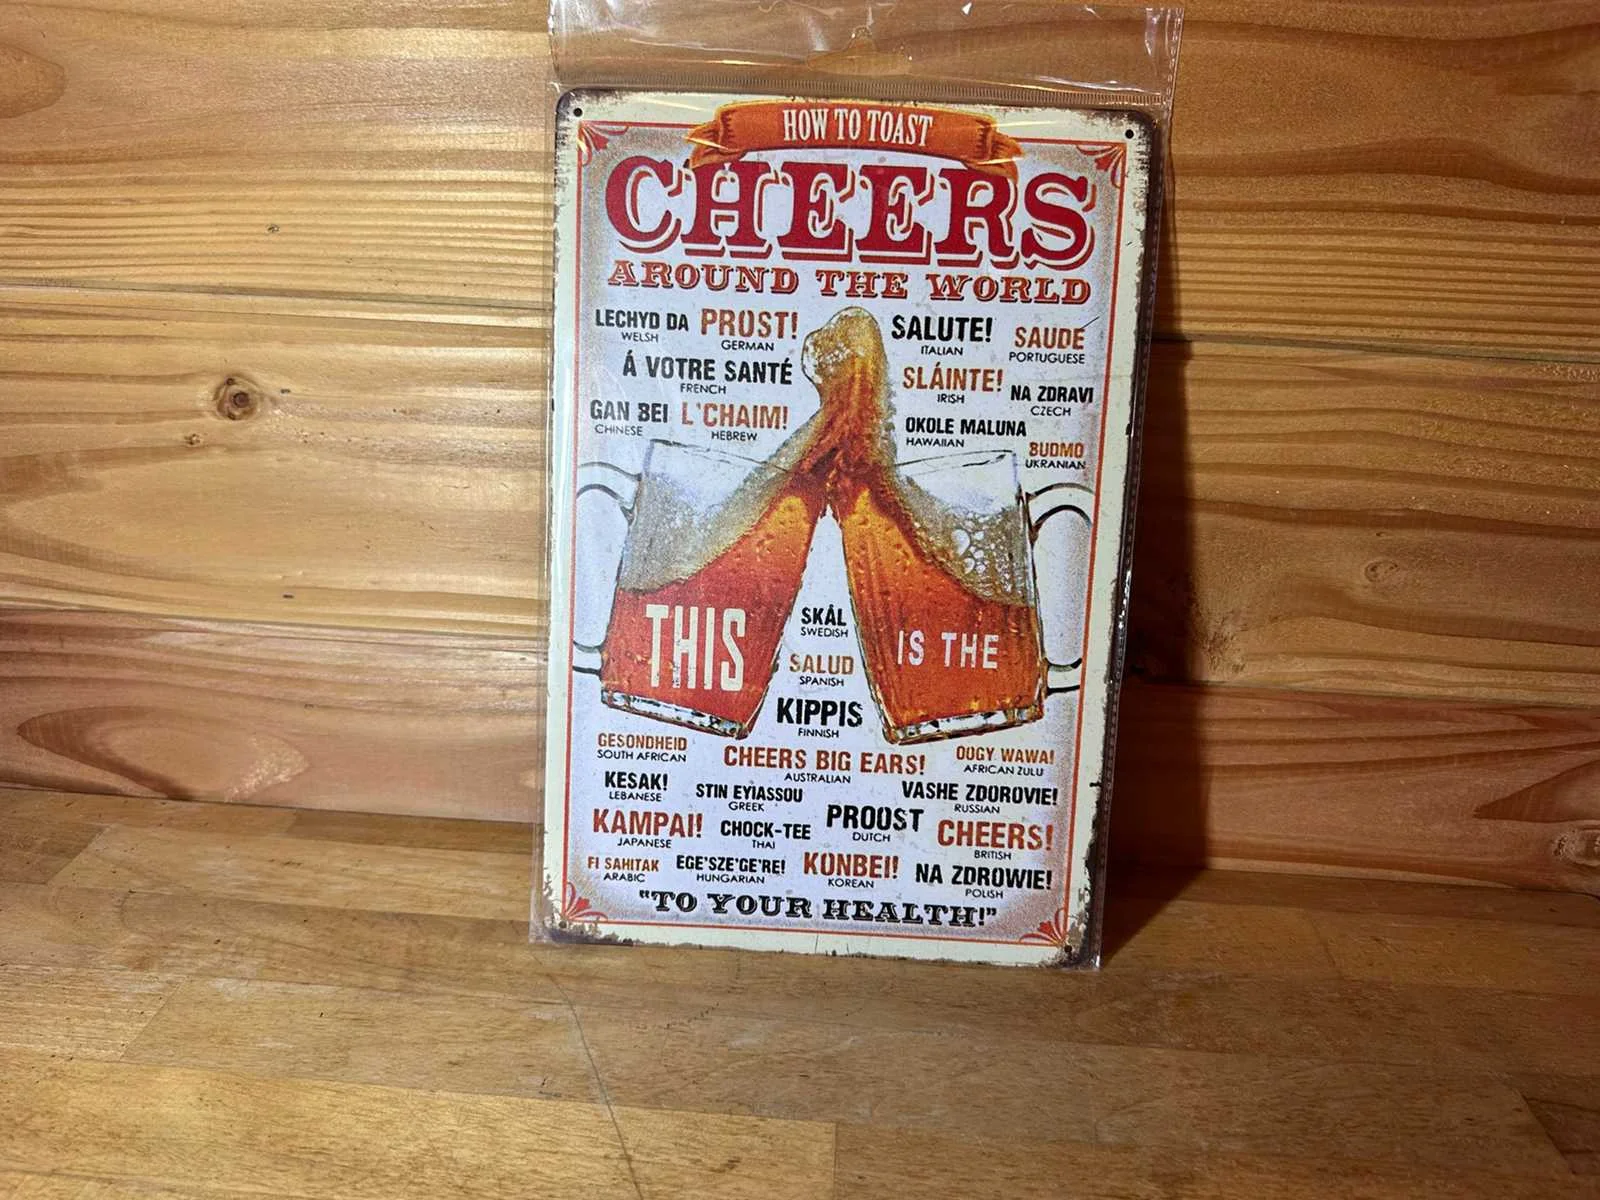 HOW TO TOAST
CHEERS
AROUND THE WORLD
LECHYD DA
WELSH
PROST!
GERMAN
SALUTE!
ITALIAN
SAUDE
PORTUGUESE
Á VOTRE SANTÉ
FRENCH
SLÁINTE!
IRISH
NA ZDRAVI
CZECH
GAN BEI
CHINESE
L'CHAIM!
HEBREW
OKOLE MALUNA
HAWAIIAN
BUDMO
UKRANIAN
THIS
IS THE
SKÅL
SWEDISH
SALUD
SPANISH
KIPPIS
FINNISH
GESONDHEID
SOUTH AFRICAN
CHEERS BIG EARS!
AUSTRALIAN
OOGY WAWA!
AFRICAN ZULU
KESAK!
LEBANESE
STIN EYIASSOU
GREEK
VASHE ZDOROVIE!
RUSSIAN
KAMPAI!
JAPANESE
CHOCK-TEE
THAI
PROOST
DUTCH
CHEERS!
BRITISH
FI SAHITAK
ARABIC
EGE'SZE'GE'RE!
HUNGARIAN
KONBEI!
KOREAN
NA ZDROWIE!
POLISH
"TO YOUR HEALTH!"